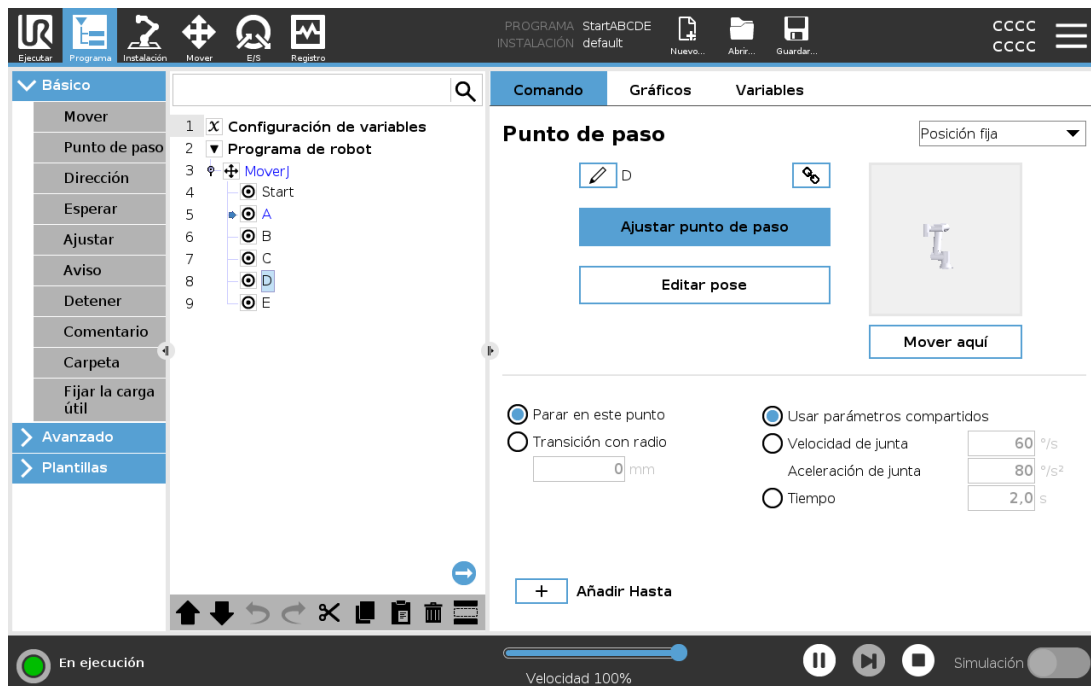 UR
Ejecutar
Programa
Instalación
Mover
E/S
Registro
PROGRAMA StartABCDE
INSTALACIÓN default
Nuevo...
Abrir...
Guardar...
CCCC
CCCC
Básico
Mover
Punto de paso
Dirección
Esperar
Ajustar
Aviso
Detener
Comentario
Carpeta
Fijar la carga
útil
Avanzado
Plantillas
1 x Configuración de variables
2 Programa de robot
3 MoverJ
4 Start
5 A
6 B
7 C
8 D
9 E
Comando
Gráficos
Variables
Punto de paso
Posición fija
D
Ajustar punto de paso
Editar pose
Mover aquí
Parar en este punto
Transición con radio
0 mm
Usar parámetros compartidos
Velocidad de junta 60 °/s
Aceleración de junta 80 °/s²
Tiempo 2,0 s
+ Añadir Hasta
En ejecución
Velocidad 100%
Simulación